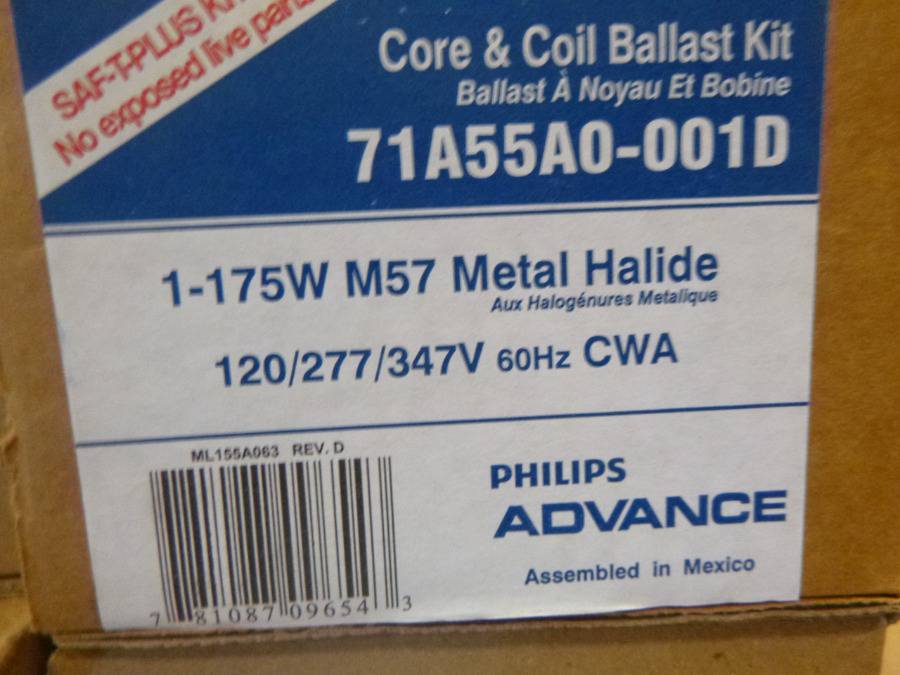 SAF-T-PLUS
No exposed live parts
Core & Coil Ballast Kit
Ballast À Noyau Et Bobine
71A55A0-001D
1-175W M57 Metal Halide
Aux Halogénures Metalique
120/277/347V 60Hz CWA
ML155A063 REV. D
7 81087 09654 3
PHILIPS
ADVANCE
Assembled in Mexico